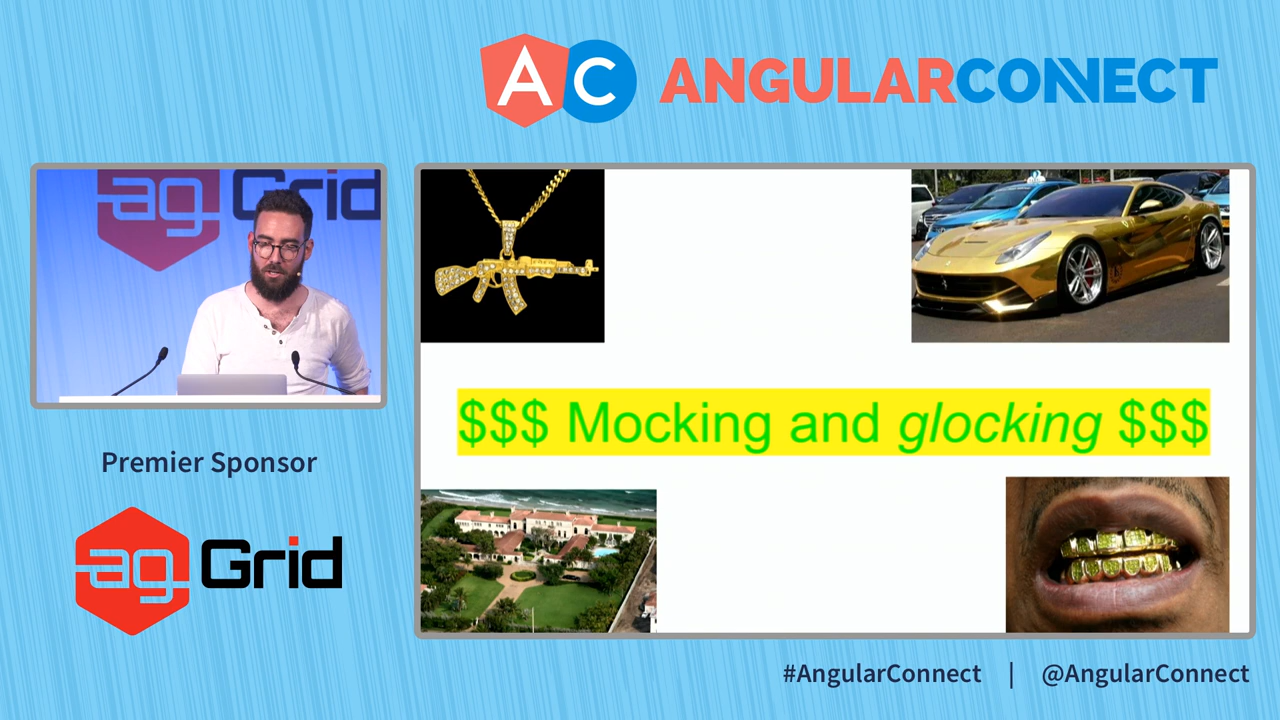 AC ANGULARCONNECT
ag Grid
$$$ Mocking and glocking $$$
Premier Sponsor
ag Grid
#AngularConnect | @AngularConnect